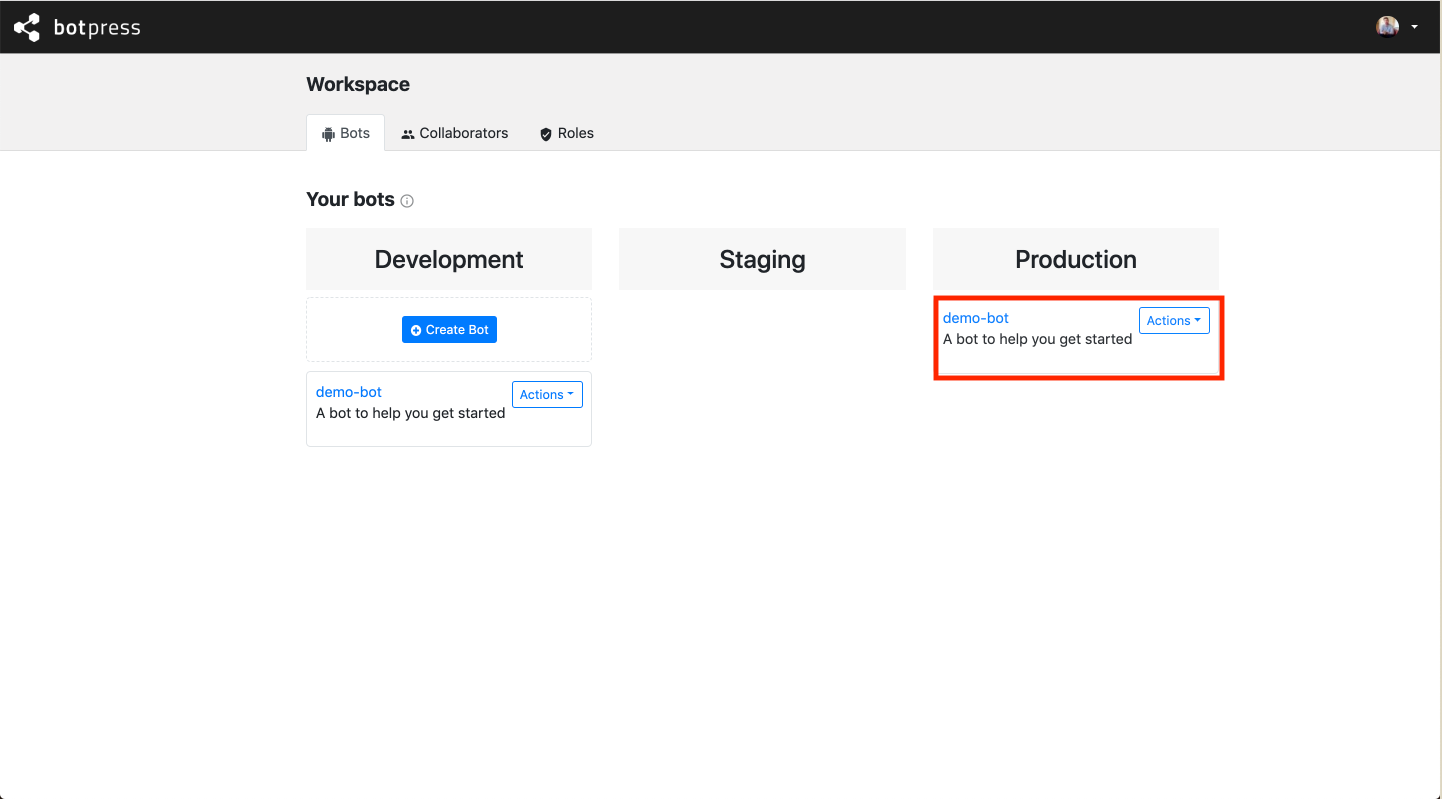 botpress
Workspace
Bots
Collaborators
Roles
Your bots
Development
Staging
Production
Create Bot
demo-bot
Actions
A bot to help you get started
demo-bot
Actions
A bot to help you get started